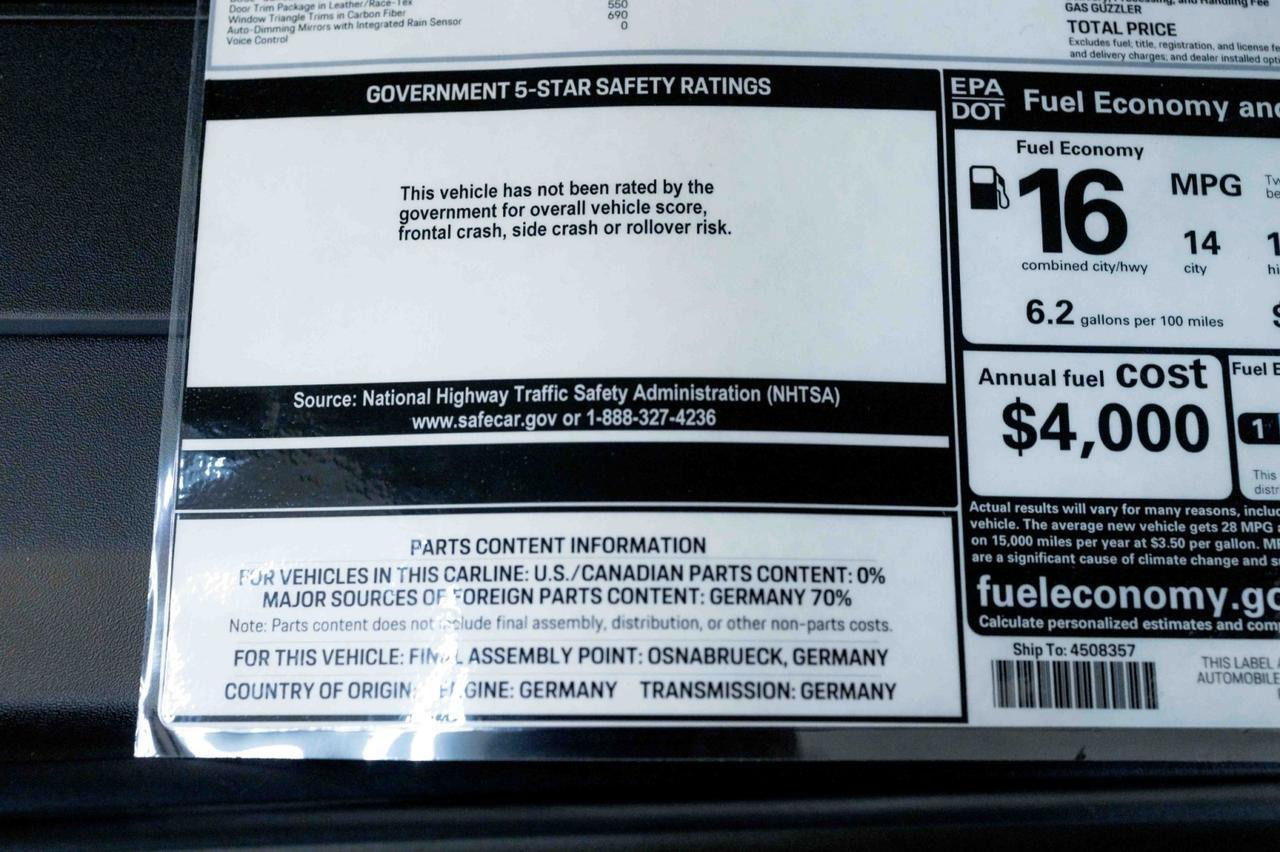 Door Trim Package in Leather/Race-Tex 550
Window Triangle Trims in Carbon Fiber 690
Auto-Dimming Mirrors with Integrated Rain Sensor 0
Voice Control
and Handling Fee
GAS GUZZLER
TOTAL PRICE
Excludes fuel, title, registration, and license
and delivery charges, and dealer installed
GOVERNMENT 5-STAR SAFETY RATINGS
This vehicle has not been rated by the
government for overall vehicle score,
frontal crash, side crash or rollover risk.
Source: National Highway Traffic Safety Administration (NHTSA)
www.safecar.gov or 1-888-327-4236
PARTS CONTENT INFORMATION
FOR VEHICLES IN THIS CARLINE: U.S./CANADIAN PARTS CONTENT: 0%
MAJOR SOURCES OF FOREIGN PARTS CONTENT: GERMANY 70%
Note: Parts content does not include final assembly, distribution, or other non-parts costs.
FOR THIS VEHICLE: FINAL ASSEMBLY POINT: OSNABRUECK, GERMANY
COUNTRY OF ORIGIN: ENGINE: GERMANY TRANSMISSION: GERMANY
EPA
DOT
Fuel Economy and
Fuel Economy
16 MPG
14
combined city/hwy city
6.2 gallons per 100 miles
Annual fuel cost
$4,000
Fuel
1
This
Actual results will vary for many reasons,
vehicle. The average new vehicle gets 28 MPG
on 15,000 miles per year at $3.50 per gallon.
are a significant cause of climate change and
fueleconomy.go
Calculate personalized estimates and
Ship To: 4508357
THIS LABEL
AUTOMOBILE